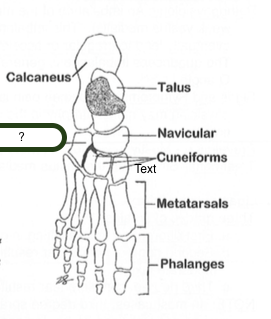 Calcaneus
Talus
?
Navicular
Cuneiforms
Text
Metatarsals
Phalanges